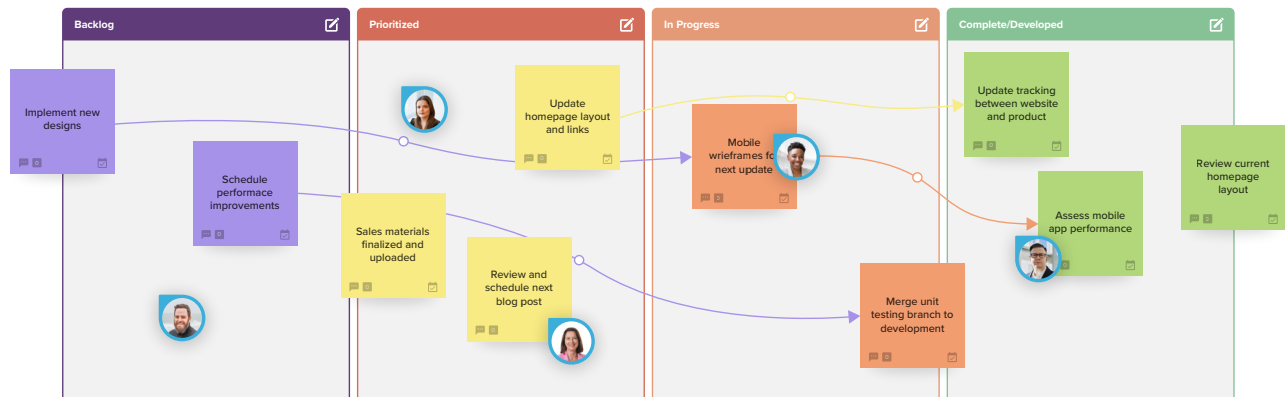 Backlog
Prioritized
In Progress
Complete/Developed
Implement new
designs
Schedule
performace
improvements
Sales materials
finalized and
uploaded
Update
homepage layout
and links
Review and
schedule next
blog post
Mobile
wrieframes fo
next update
Merge unit
testing branch to
development
Update tracking
between website
and product
Assess mobile
app performance
Review current
homepage
layout